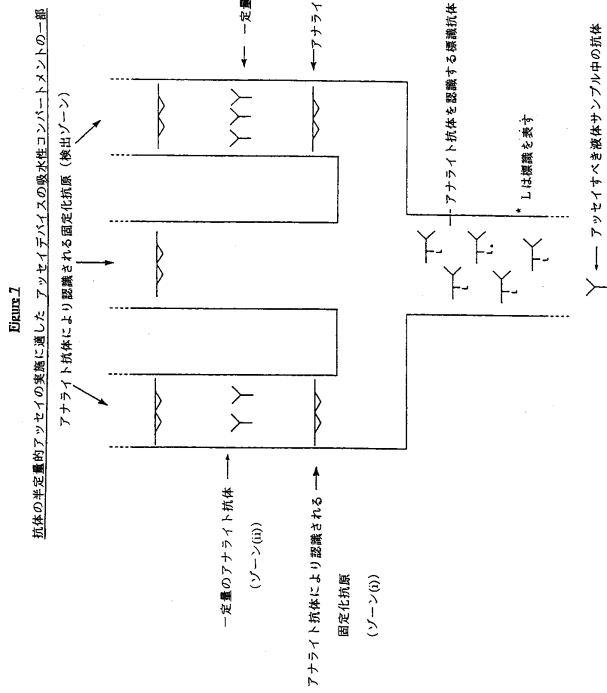 Figure 7
抗体の半定量的アッセイの実施に適した アッセイデバイスの吸水性コンパートメントの一部
アナライト抗体により認識される固定化抗原（検出ゾーン）
一定量のアナライト抗体
（ゾーン(ii)）
一定量
アナライト抗体により認識される
固定化抗原
（ゾーン(i)）
アナライ
アナライト抗体を認識する標識抗体
L
L
L
L
L
* Lは標識を表す
アッセイすべき液体サンプル中の抗体